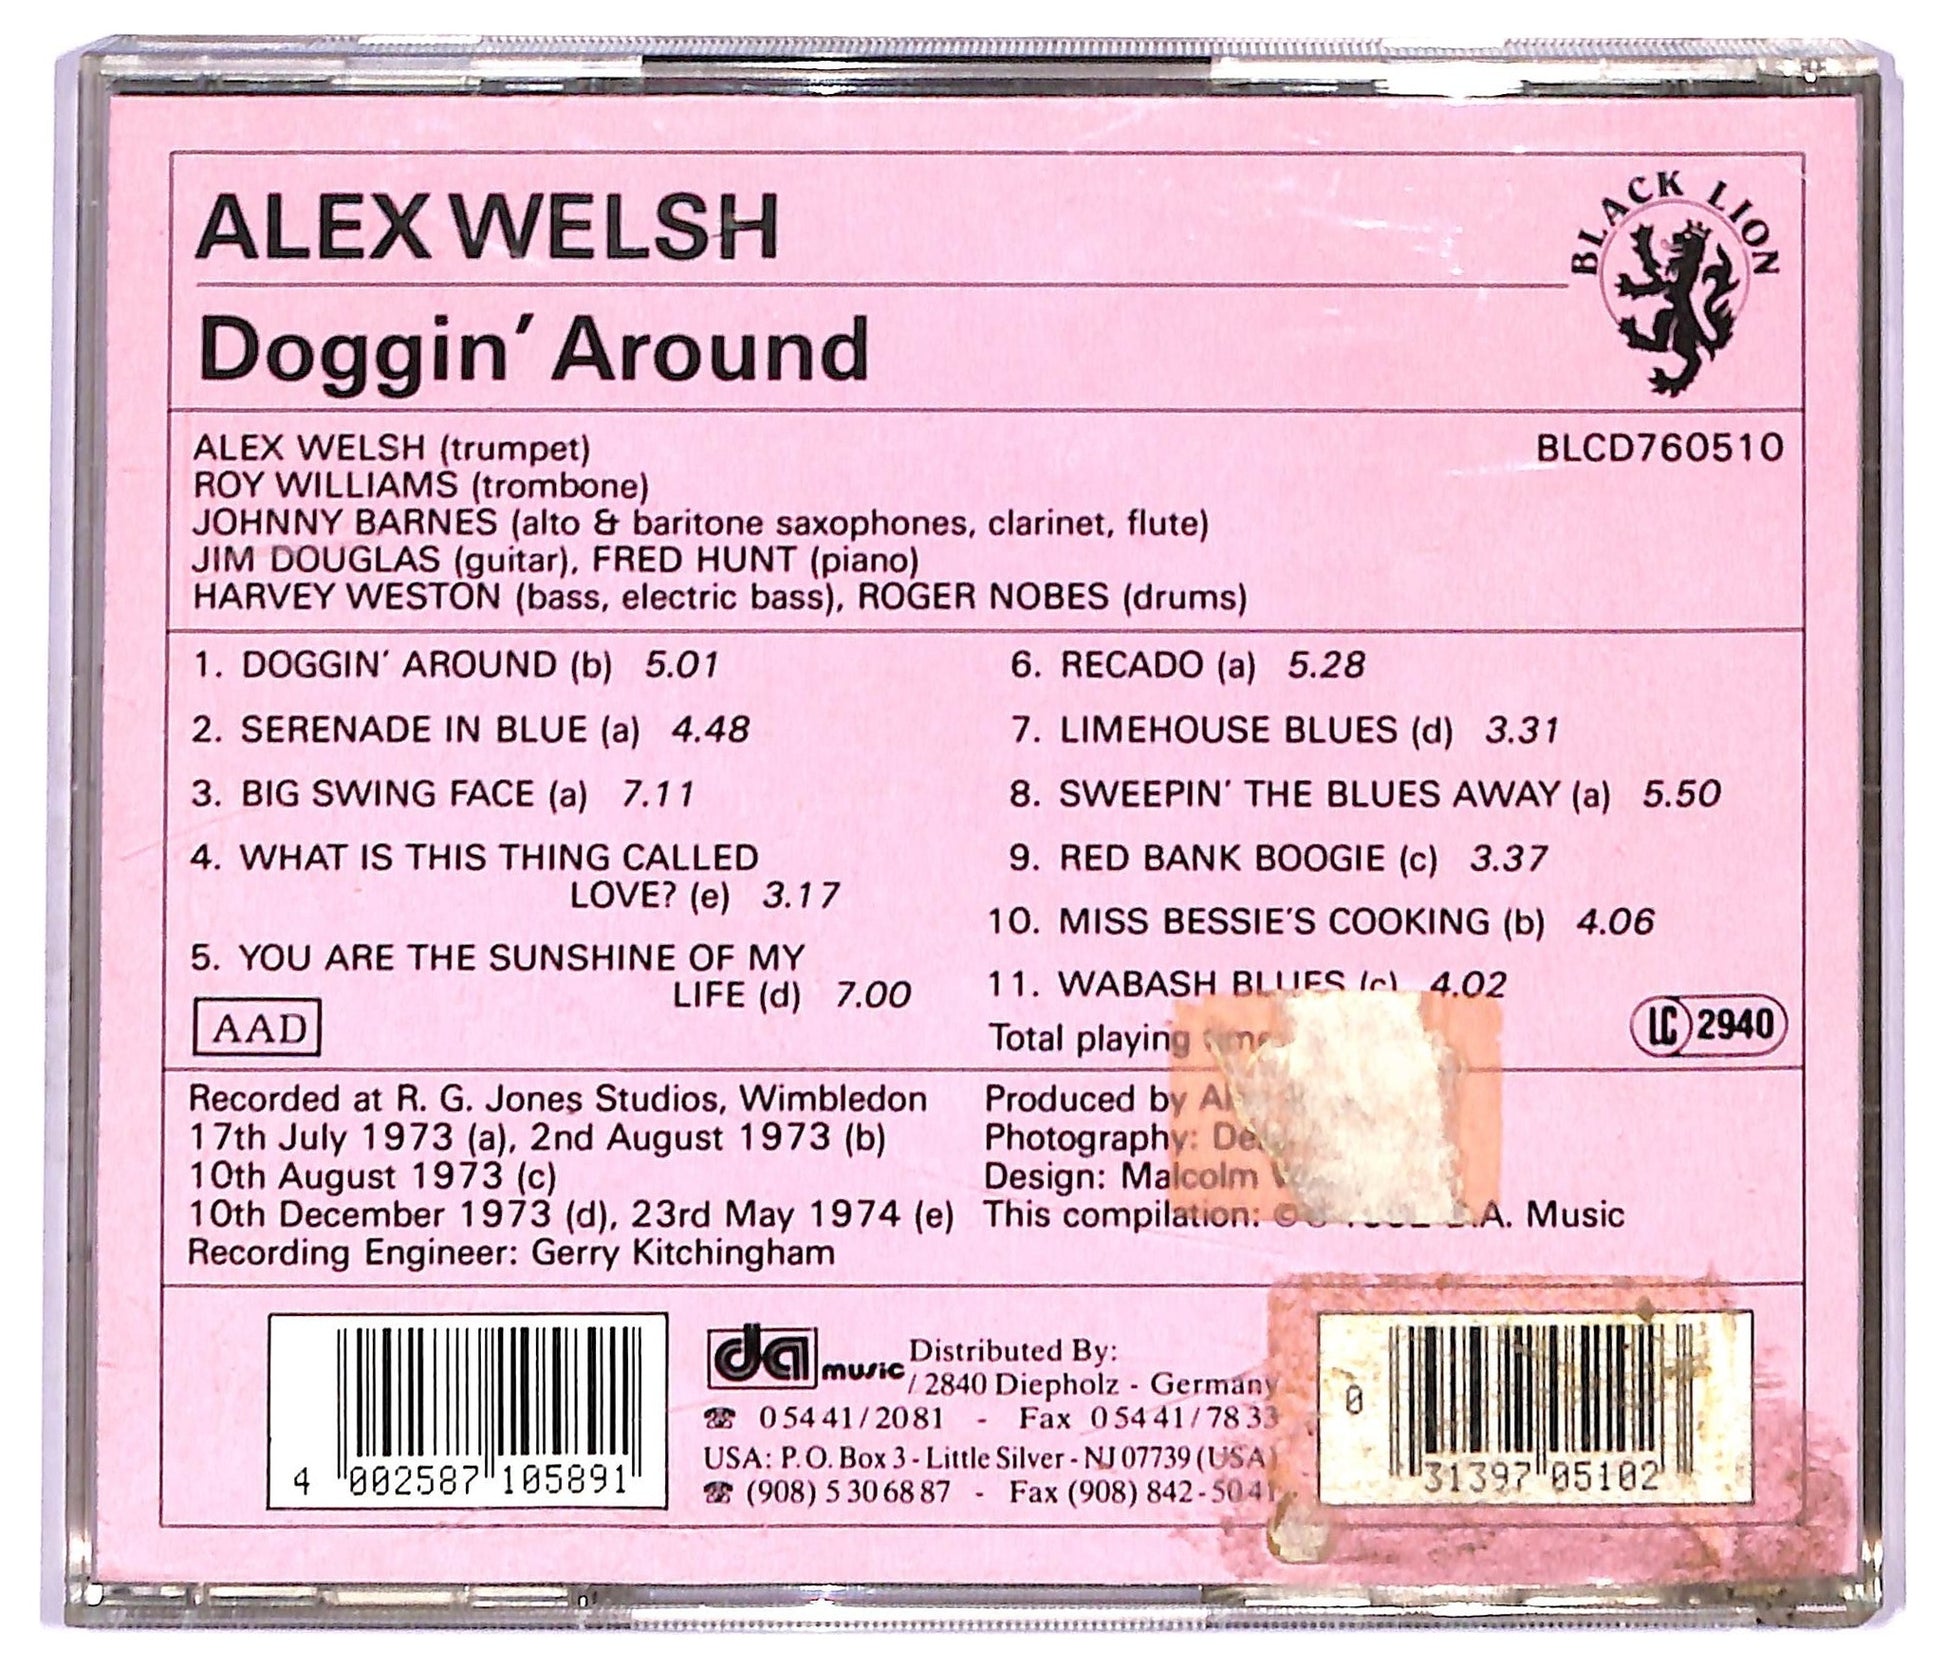 ALEX WELSH
BLACK LION
Doggin' Around
ALEX WELSH (trumpet)
BLCD760510
ROY WILLIAMS (trombone)
JOHNNY BARNES (alto & baritone saxophones, clarinet, flute)
JIM DOUGLAS (guitar), FRED HUNT (piano)
HARVEY WESTON (bass, electric bass), ROGER NOBES (drums)
1. DOGGIN' AROUND (b) 5.01
2. SERENADE IN BLUE (a) 4.48
3. BIG SWING FACE (a) 7.11
4. WHAT IS THIS THING CALLED
LOVE? (e) 3.17
5. YOU ARE THE SUNSHINE OF MY
LIFE (d) 7.00
AAD
6. RECADO (a) 5.28
7. LIMEHOUSE BLUES (d) 3.31
8. SWEEPIN' THE BLUES AWAY (a) 5.50
9. RED BANK BOOGIE (c) 3.37
10. MISS BESSIE'S COOKING (b) 4.06
11. WABASH BLUES (c) 4.02
Total playing time
LC 2940
Recorded at R. G. Jones Studios, Wimbledon
17th July 1973 (a), 2nd August 1973 (b)
10th August 1973 (c)
10th December 1973 (d), 23rd May 1974 (e)
Recording Engineer: Gerry Kitchingham
Produced by
Photography:
Design: Malcolm
This compilation: Music
4 002587 105891
da music
Distributed By:
/ 2840 Diepholz - Germany
☎ 0 54 41 / 20 81 - Fax 0 54 41 / 78 33
USA: P.O. Box 3 - Little Silver - NJ 07739 (USA)
☎ (908) 5 30 68 87 - Fax (908) 842 - 50 41
0 31397 05102